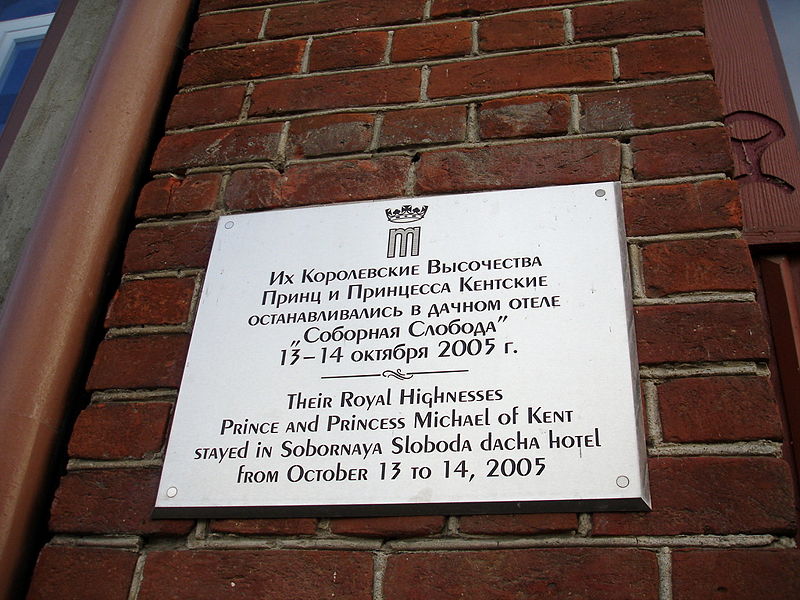 Их Королевские Высочества
Принц и Принцесса Кентские
останавливались в дачном отеле
„Соборная Слобода”
13–14 октября 2005 г.
Their Royal Highnesses
Prince and Princess Michael of Kent
stayed in Sobornaya Sloboda dacha hotel
from October 13 to 14, 2005